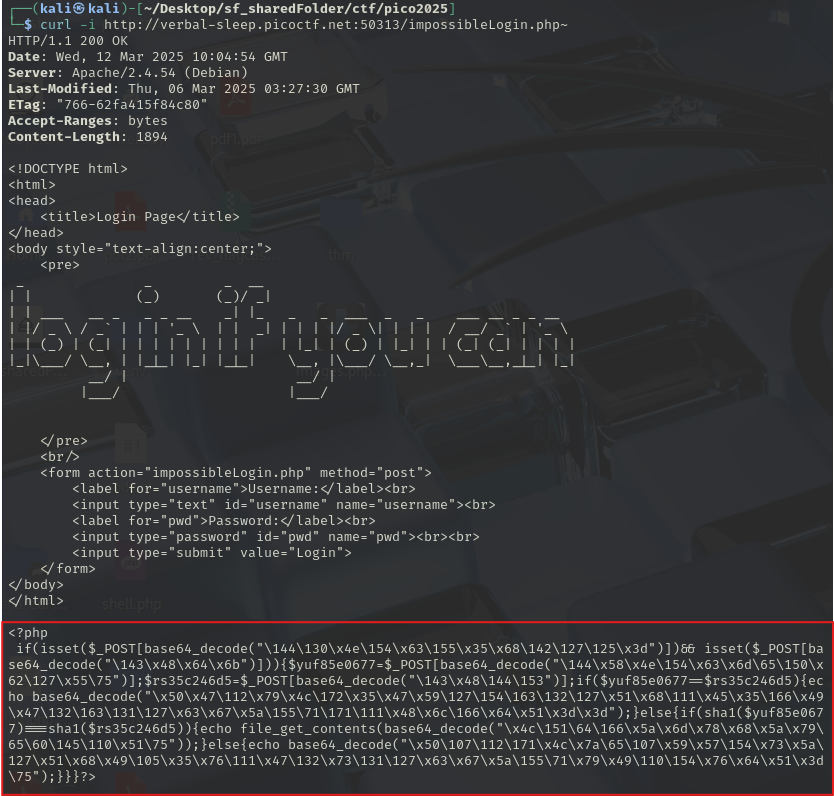 ┌──(kali㉿kali)-[~/Desktop/sf_sharedFolder/ctf/pico2025]
└─$ curl -i http://verbal-sleep.picoctf.net:50313/impossibleLogin.php~
HTTP/1.1 200 OK
Date: Wed, 12 Mar 2025 10:04:54 GMT
Server: Apache/2.4.54 (Debian)
Last-Modified: Thu, 06 Mar 2025 03:27:30 GMT
ETag: "766-62fa415f84c80"
Accept-Ranges: bytes
Content-Length: 1894
<!DOCTYPE html>
<html>
<head>
    <title>Login Page</title>
</head>
<body style="text-align:center;">
    <pre>
Login if you can
    </pre>
    <br/>
    <form action="impossibleLogin.php" method="post">
        <label for="username">Username:</label><br>
        <input type="text" id="username" name="username"><br>
        <label for="pwd">Password:</label><br>
        <input type="password" id="pwd" name="pwd"><br><br>
        <input type="submit" value="Login">
    </form>
</body>
</html>
<?php
 if(isset($_POST[base64_decode("\144\130\x4e\154\x63\155\x35\x68\142\127\125\x3d")])&& isset($_POST[ba
se64_decode("\143\x48\x64\x6b")])){$yuf85e0677=$_POST[base64_decode("\144\x58\x4e\154\x63\x6d\65\150\x
62\127\x55\75")];$rs35c246d5=$_POST[base64_decode("\143\x48\144\153")];if($yuf85e0677==$rs35c246d5){ec
ho base64_decode("\x50\x47\112\x79\x4c\172\x35\x47\x59\127\154\163\132\127\x51\x68\111\x45\x35\166\x49
\x47\132\163\131\127\x63\x67\x5a\155\71\171\111\x48\x6c\166\x64\x51\x3d\x3d");}else{if(sha1($yuf85e067
7)===sha1($rs35c246d5)){echo file_get_contents(base64_decode("\x4c\151\64\166\x5a\x6d\x78\x68\x5a\x79\
65\60\145\110\x51\75"));}else{echo base64_decode("\x50\107\112\171\x4c\x7a\65\107\x59\x57\154\x73\x5a\
127\x51\x68\x49\105\x35\x76\111\x47\132\x73\131\127\x63\x67\x5a\155\71\x79\x49\110\154\x76\x64\x51\x3d
\75");}}}?>
shell.php